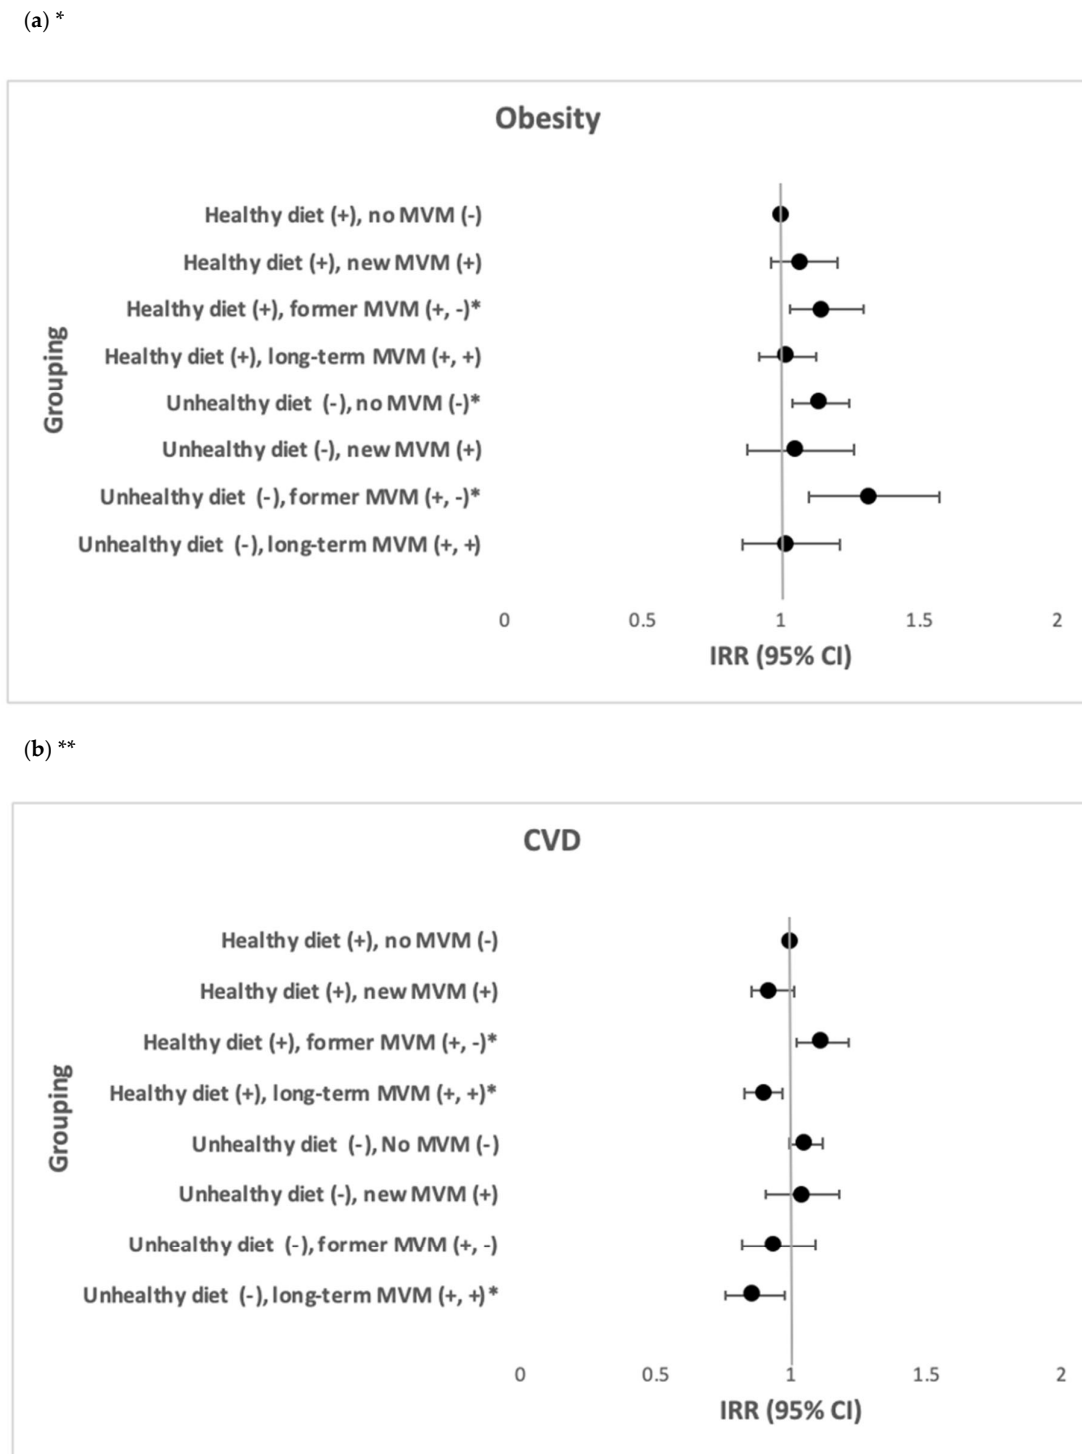 (a) *
Obesity
Grouping
Healthy diet (+), no MVM (-)
Healthy diet (+), new MVM (+)
Healthy diet (+), former MVM (+, -)*
Healthy diet (+), long-term MVM (+, +)
Unhealthy diet (-), no MVM (-)*
Unhealthy diet (-), new MVM (+)
Unhealthy diet (-), former MVM (+, -)*
Unhealthy diet (-), long-term MVM (+, +)
0 0.5 1 1.5 2
IRR (95% CI)
(b) **
CVD
Grouping
Healthy diet (+), no MVM (-)
Healthy diet (+), new MVM (+)
Healthy diet (+), former MVM (+, -)*
Healthy diet (+), long-term MVM (+, +)*
Unhealthy diet (-), No MVM (-)
Unhealthy diet (-), new MVM (+)
Unhealthy diet (-), former MVM (+, -)
Unhealthy diet (-), long-term MVM (+, +)*
0 0.5 1 1.5 2
IRR (95% CI)